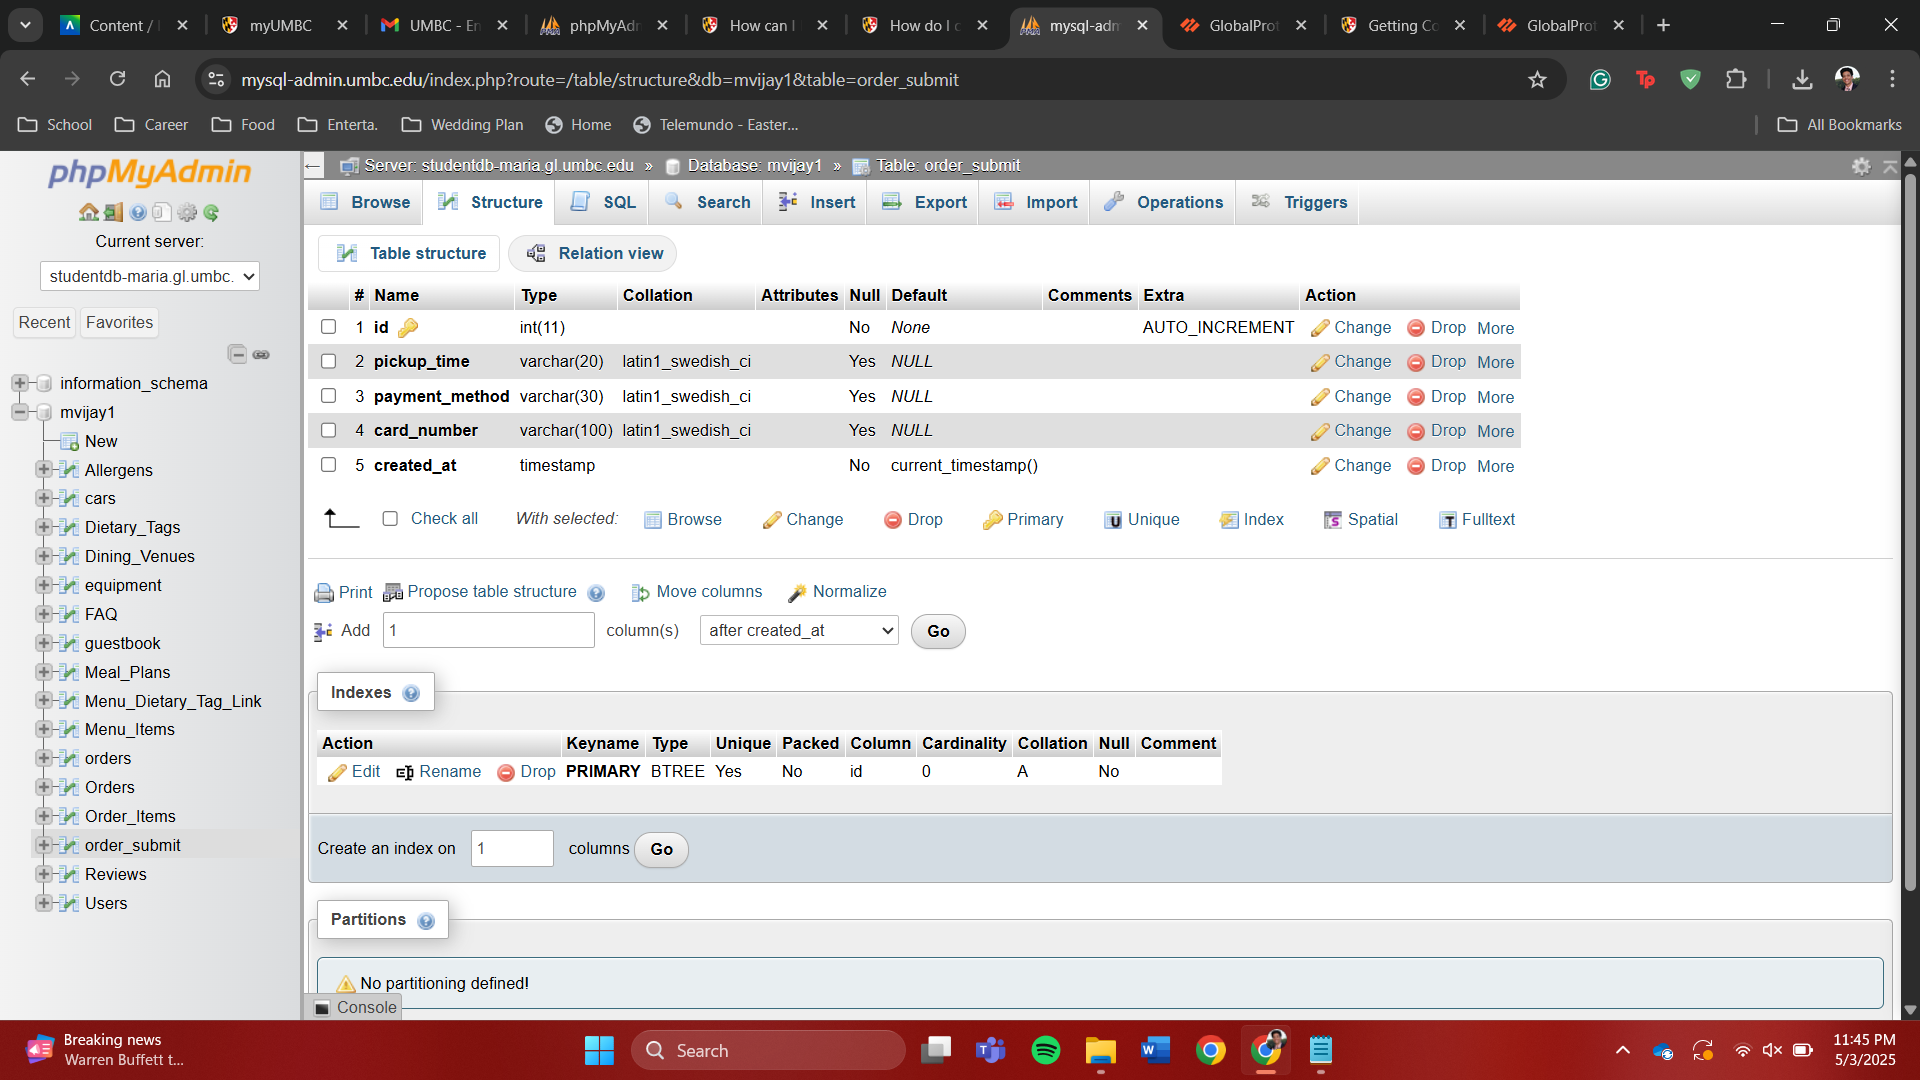 Content /
myUMBC
UMBC - En
phpMyAdr
How can I
How do I c
mysql-adm
GlobalProt
Getting Co
GlobalProt
mysql-admin.umbc.edu/index.php?route=/table/structure&db=mvijay1&table=order_submit
School
Career
Food
Enterta.
Wedding Plan
Home
Telemundo - Easter...
All Bookmarks
phpMyAdmin
Current server:
studentdb-maria.gl.umbc.
Recent
Favorites
information_schema
mvijay1
New
Allergens
cars
Dietary_Tags
Dining_Venues
equipment
FAQ
guestbook
Meal_Plans
Menu_Dietary_Tag_Link
Menu_Items
orders
Orders
Order_Items
order_submit
Reviews
Users
Server: studentdb-maria.gl.umbc.edu » Database: mvijay1 » Table: order_submit
Browse Structure SQL Search Insert Export Import Operations Triggers
Table structure Relation view
# Name Type Collation Attributes Null Default Comments Extra Action
1 id int(11) No None AUTO_INCREMENT Change Drop More
2 pickup_time varchar(20) latin1_swedish_ci Yes NULL Change Drop More
3 payment_method varchar(30) latin1_swedish_ci Yes NULL Change Drop More
4 card_number varchar(100) latin1_swedish_ci Yes NULL Change Drop More
5 created_at timestamp No current_timestamp() Change Drop More
Check all With selected: Browse Change Drop Primary Unique Index Spatial Fulltext
Print Propose table structure Move columns Normalize
Add 1 column(s) after created_at Go
Indexes
Action Keyname Type Unique Packed Column Cardinality Collation Null Comment
Edit Rename Drop PRIMARY BTREE Yes No id 0 A No
Create an index on 1 columns Go
Partitions
No partitioning defined!
Console
Breaking news
Warren Buffett t...
Search
11:45 PM
5/3/2025